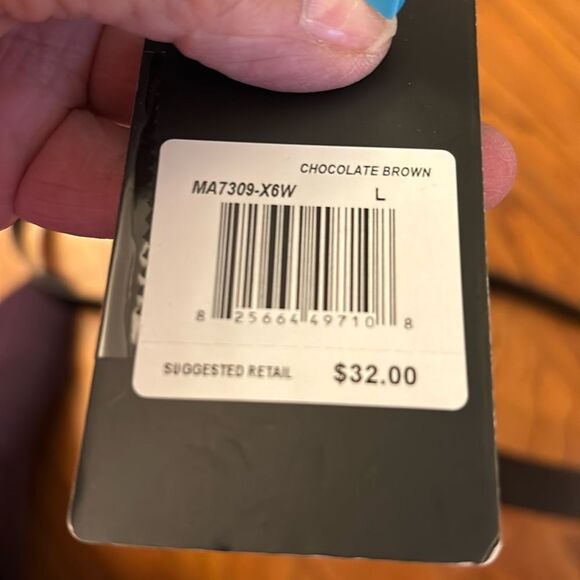 CHOCOLATE BROWN
MA7309-X6W L
8 25664 49710 8
SUGGESTED RETAIL $32.00